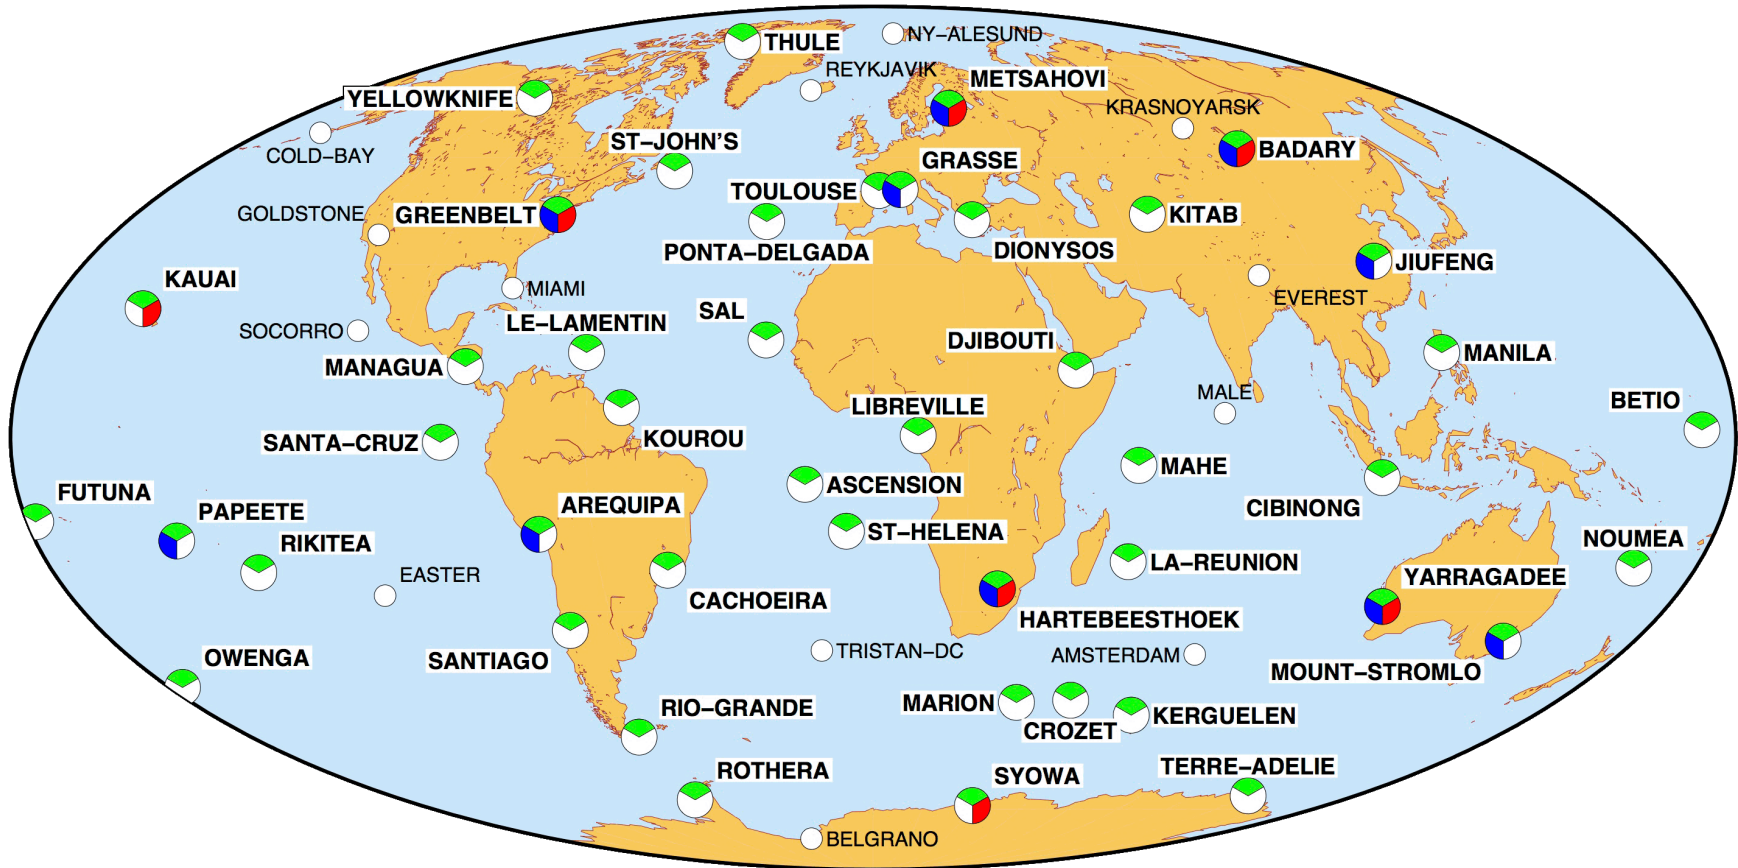 NY-ALESUND
THULE
REYKJAVIK
METSAHOVI
YELLOWKNIFE
KRASNOYARSK
COLD-BAY
ST-JOHN'S
BADARY
GRASSE
TOULOUSE
GOLDSTONE
GREENBELT
KITAB
PONTA-DELGADA
DIONYSOS
JIUFENG
KAUAI
MIAMI
EVEREST
SAL
LE-LAMENTIN
SOCORRO
DJIBOUTI
MANILA
MANAGUA
MALE
BETIO
LIBREVILLE
SANTA-CRUZ
KOUROU
MAHE
ASCENSION
FUTUNA
AREQUIPA
CIBINONG
PAPEETE
ST-HELENA
NOUMEA
RIKITEA
LA-REUNION
EASTER
YARRAGADEE
CACHOEIRA
HARTEBEESTHOEK
TRISTAN-DC
AMSTERDAM
OWENGA
SANTIAGO
MOUNT-STROMLO
MARION
RIO-GRANDE
KERGUELEN
CROZET
ROTHERA
SYOWA
TERRE-ADELIE
BELGRANO